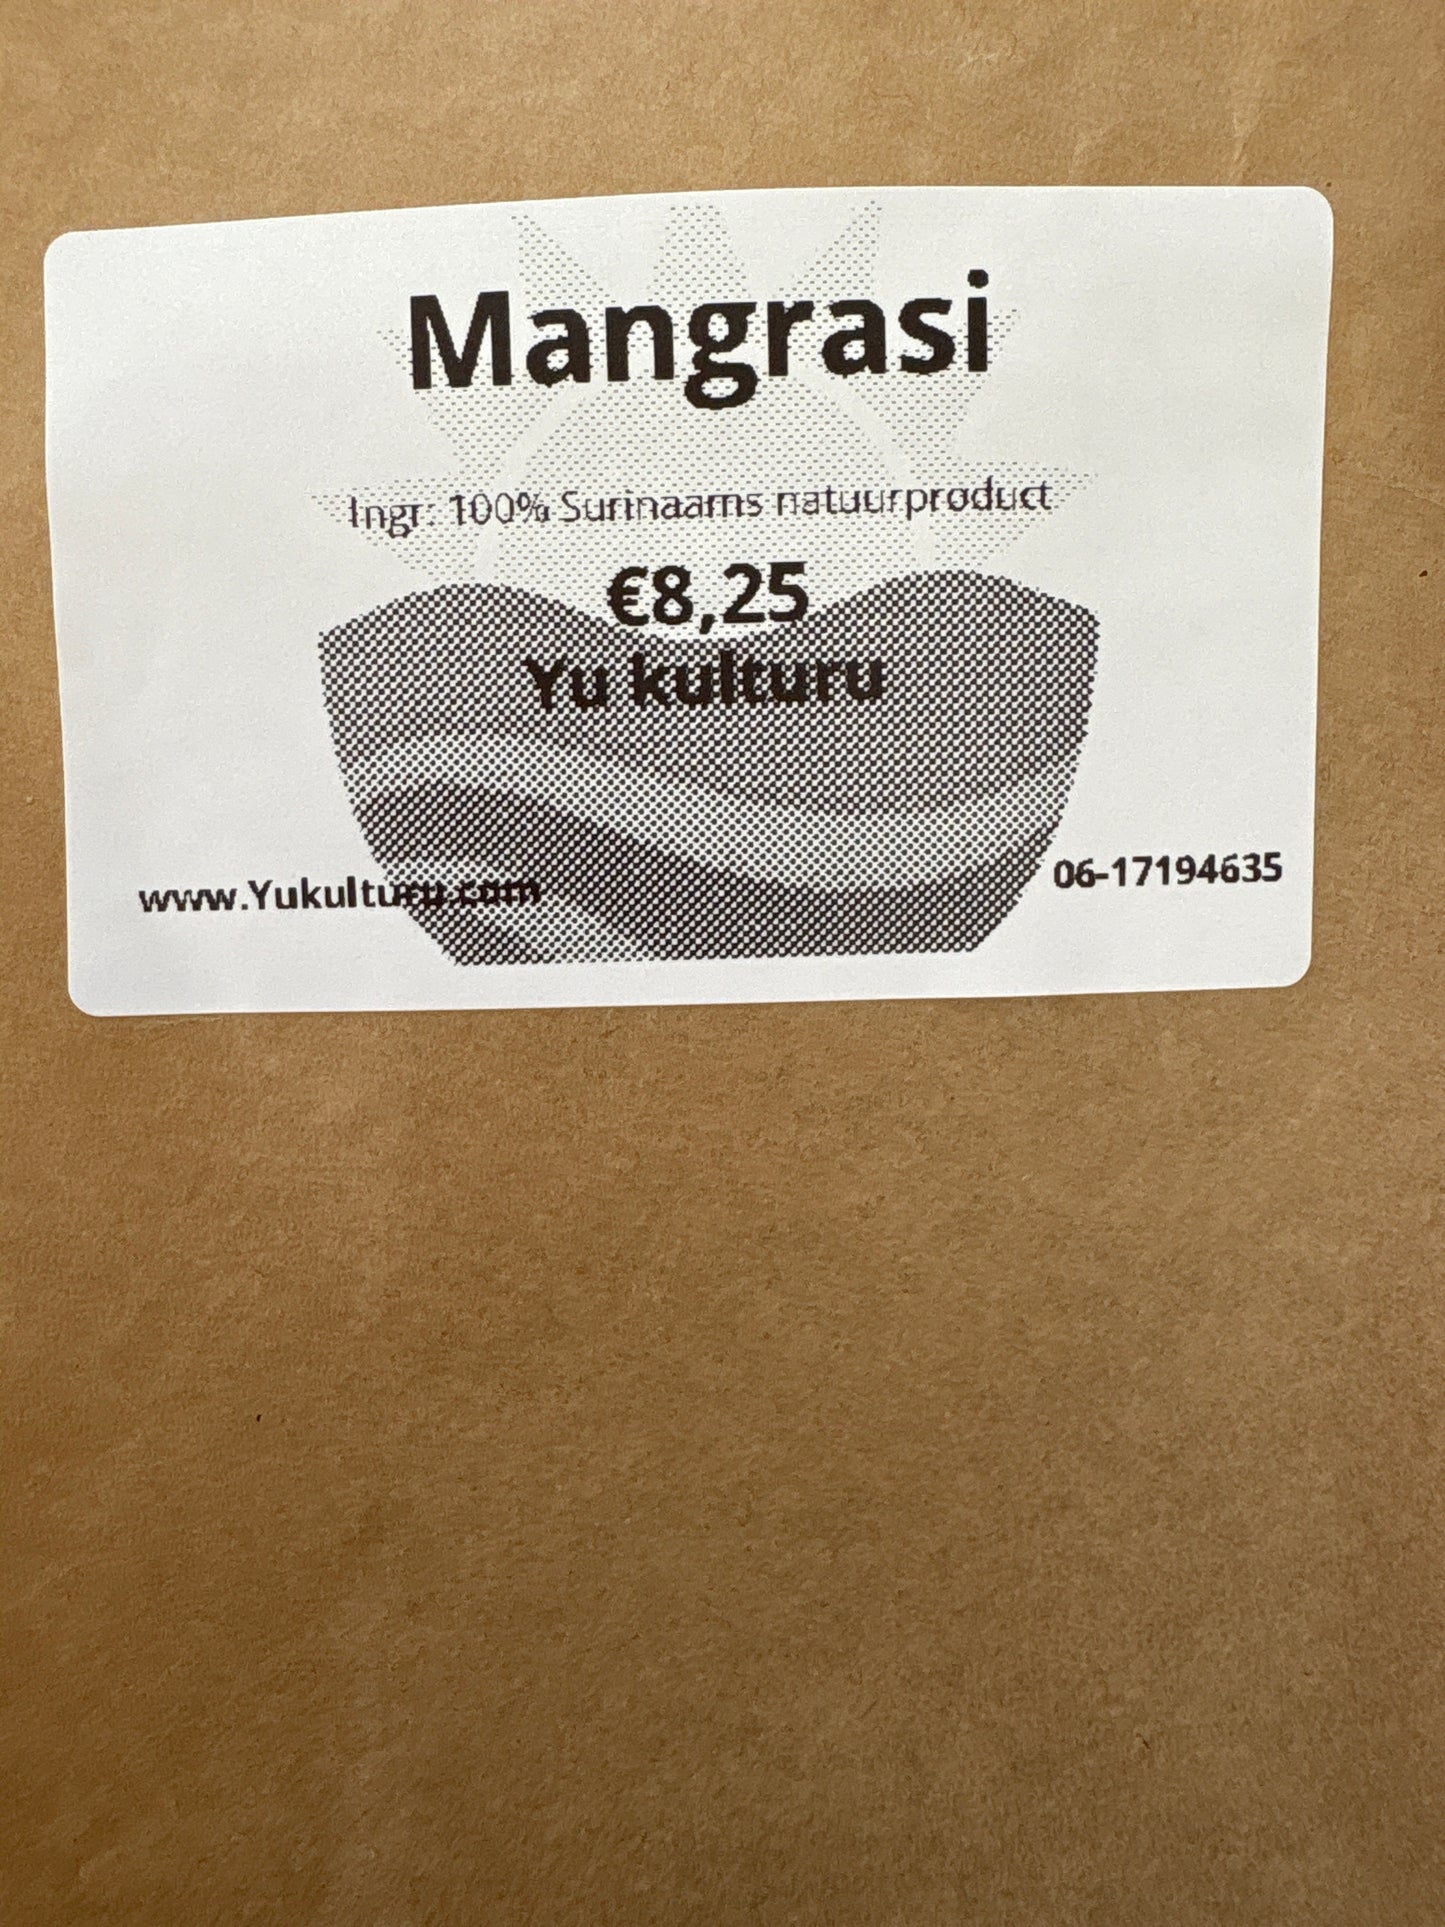 Mangrasi
Ingr: 100% Surinaams natuurproduct
€8,25
Yu kulturu
www.Yukulturu.com
06-17194635